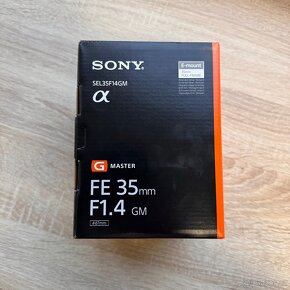 SONY
SEL35F14GM
E-mount
α
G MASTER
FE 35mm
F1.4 GM